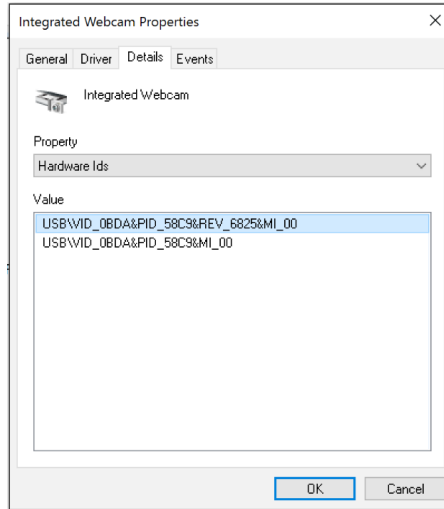 Integrated Webcam Properties
General Driver Details Events
Integrated Webcam
Property
Hardware Ids
Value
USB\VID_0BDA&PID_58C9&REV_6825&MI_00
USB\VID_0BDA&PID_58C9&MI_00
OK Cancel